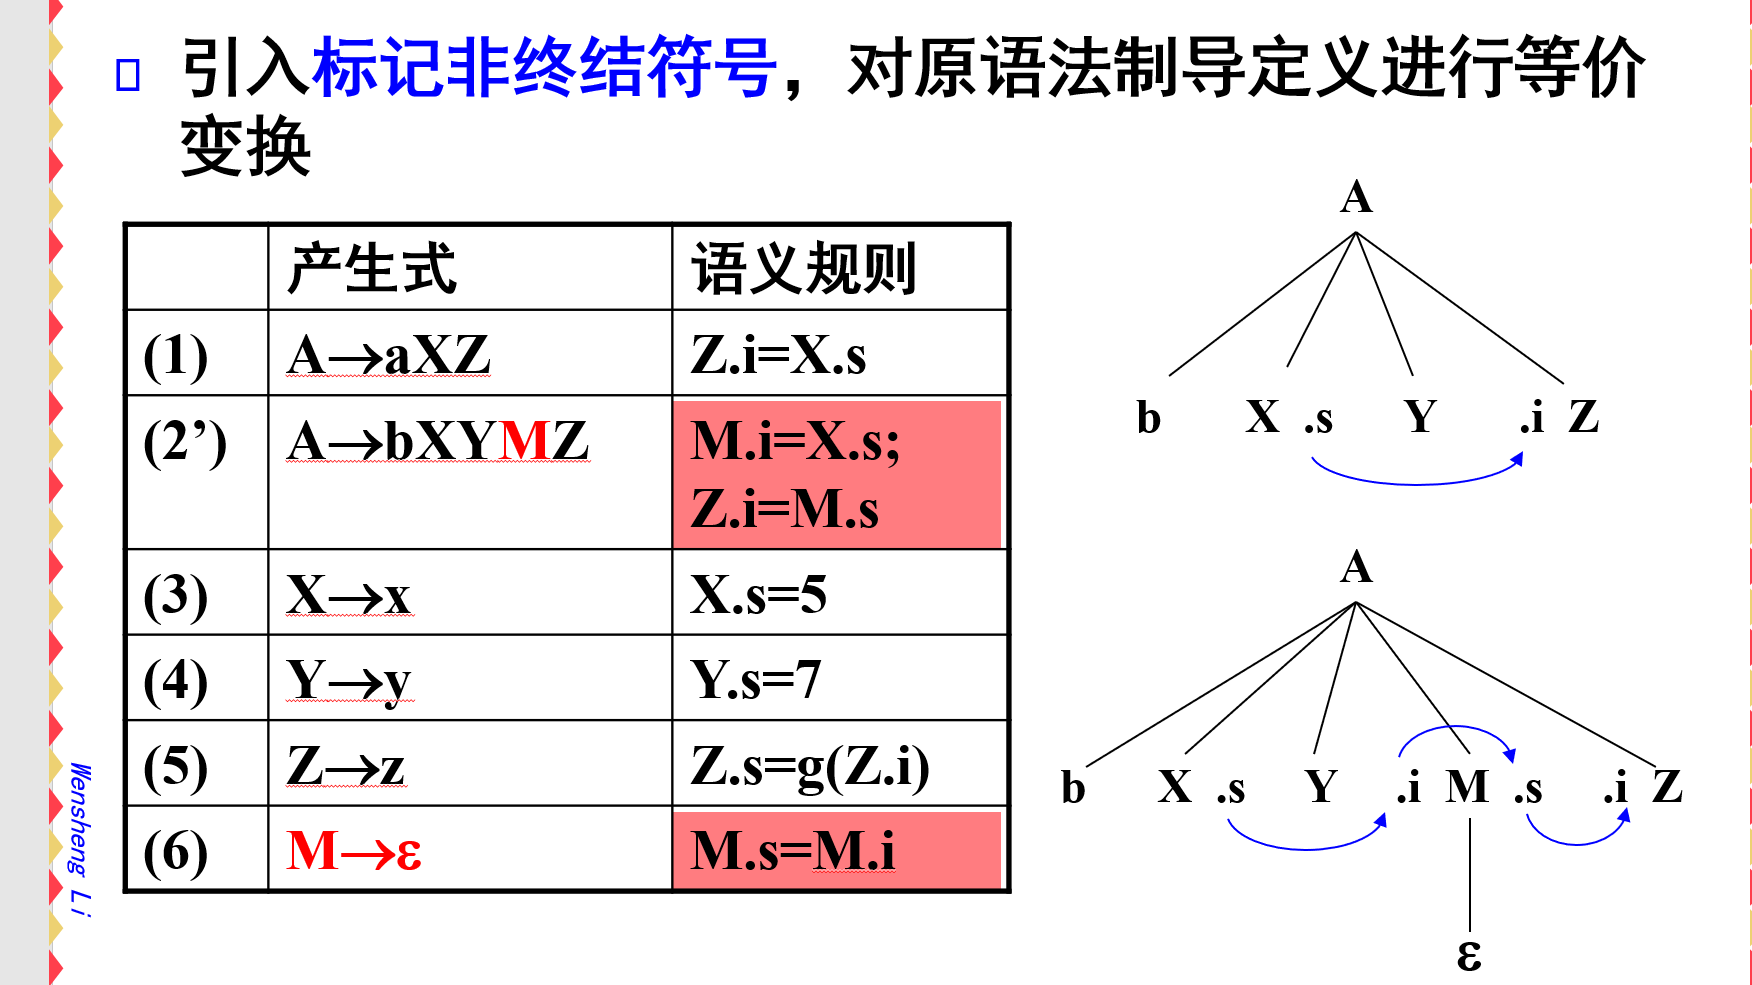 引入标记非终结符号，对原语法制导定义进行等价
变换
产生式 语义规则
(1) A→aXZ Z.i=X.s
(2’) A→bXYMZ M.i=X.s;
Z.i=M.s
(3) X→x X.s=5
(4) Y→y Y.s=7
(5) Z→z Z.s=g(Z.i)
(6) M→ε M.s=M.i
A
b X .s Y .i Z
A
b X .s Y .i M .s .i Z
ε
Wensheng Li